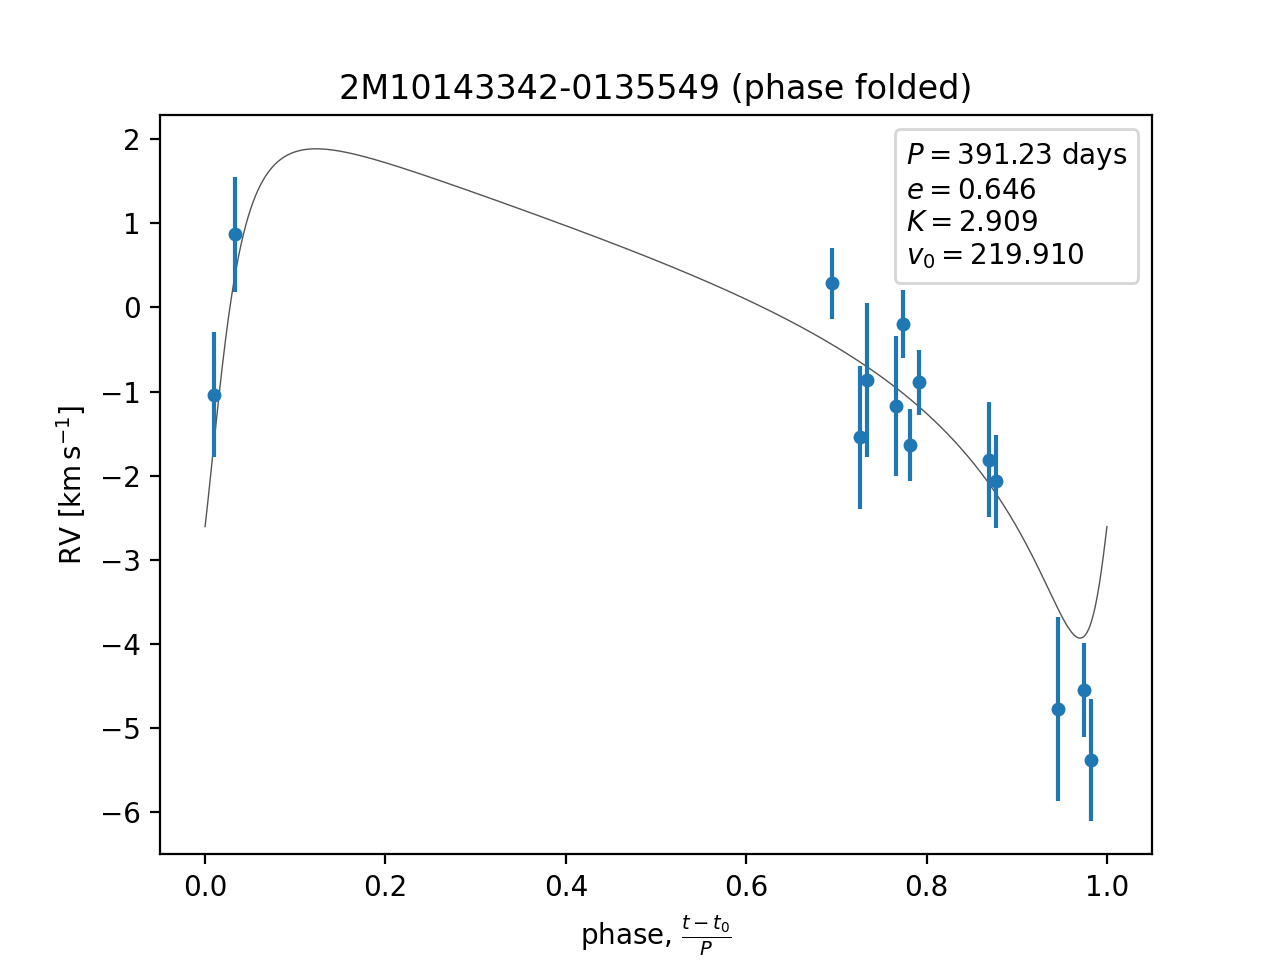 2M10143342-0135549 (phase folded)
P = 391.23 days
e = 0.646
K = 2.909
v₀ = 219.910
RV [km s⁻¹]
2
1
0
−1
−2
−3
−4
−5
−6
0.0 0.2 0.4 0.6 0.8 1.0
phase, (t − t₀)/P